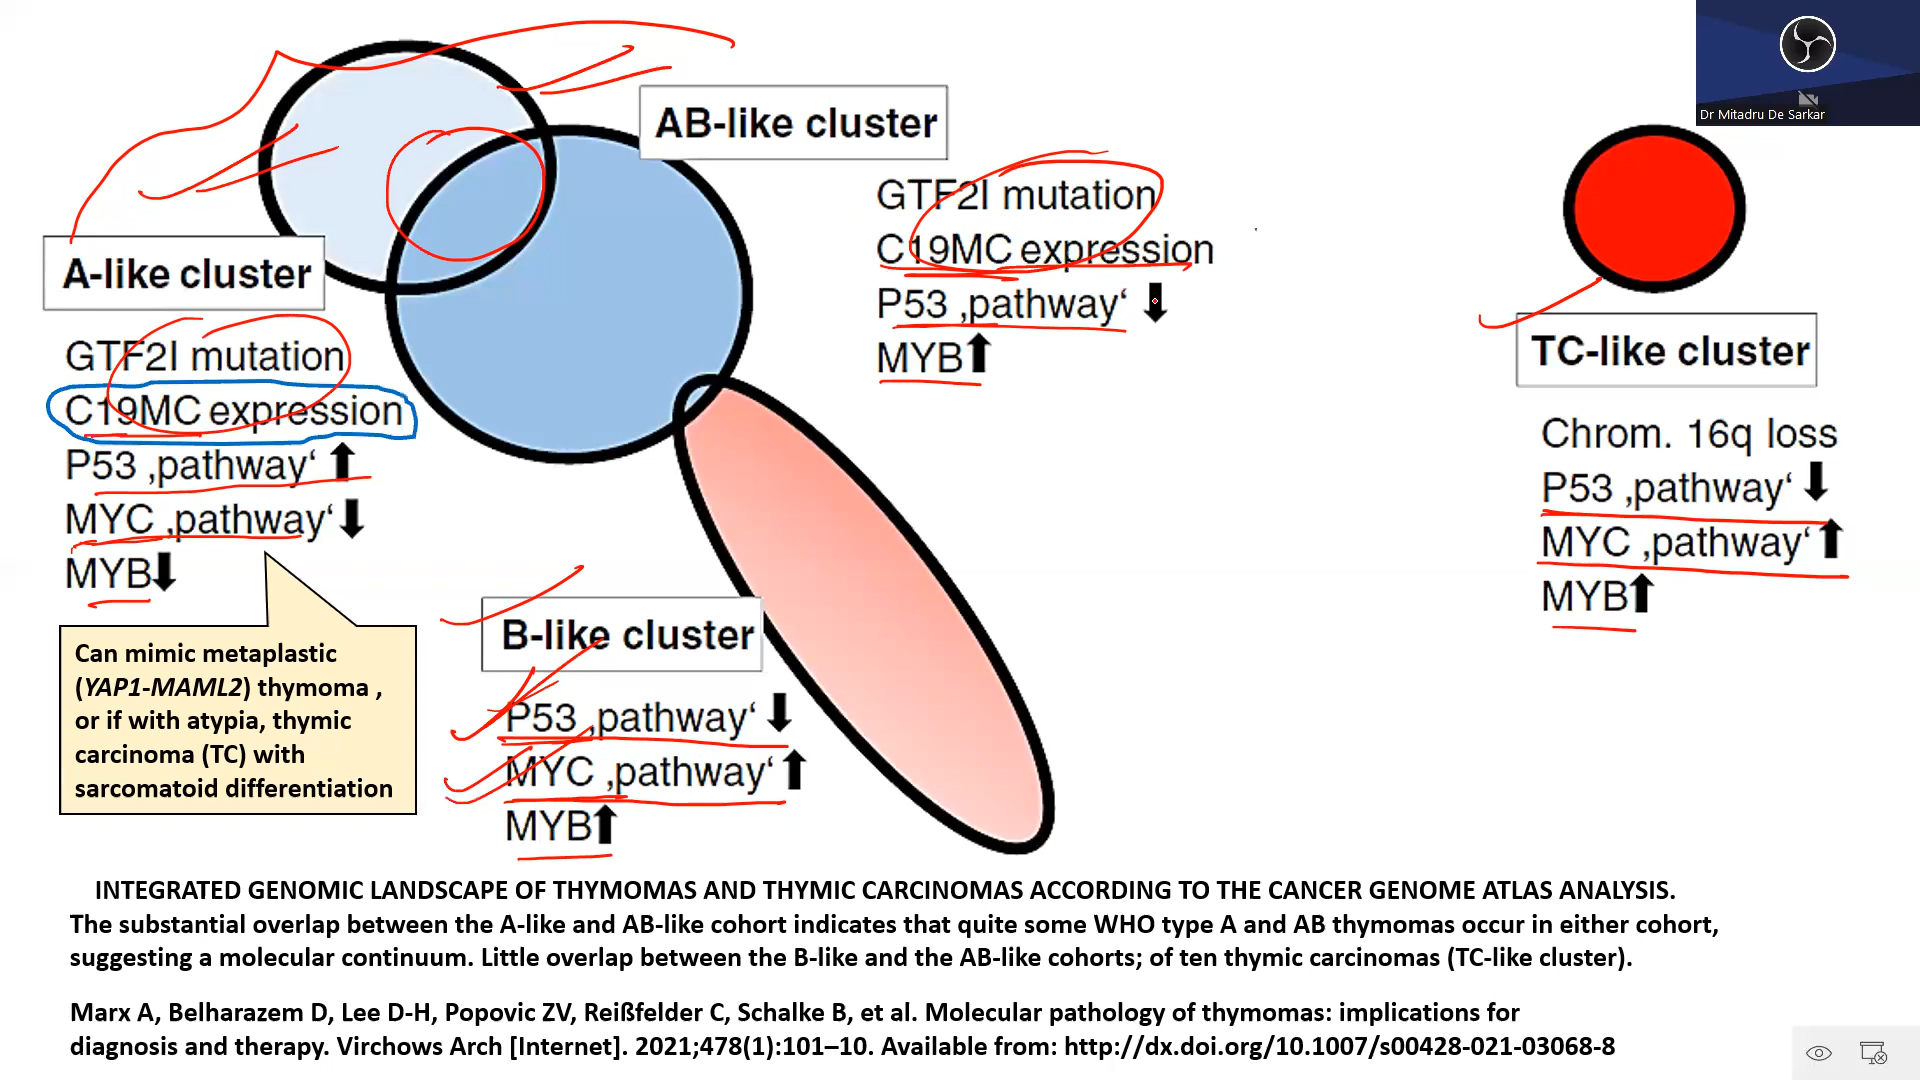 Dr Mitadru De Sarkar
AB-like cluster
GTF2I mutation
C19MC expression
P53 ‚pathway‘
MYB
A-like cluster
GTF2I mutation
C19MC expression
P53 ‚pathway‘
MYC ‚pathway‘
MYB
Can mimic metaplastic
(YAP1-MAML2) thymoma ,
or if with atypia, thymic
carcinoma (TC) with
sarcomatoid differentiation
B-like cluster
P53 ‚pathway‘
MYC ‚pathway‘
MYB
TC-like cluster
Chrom. 16q loss
P53 ‚pathway‘
MYC ‚pathway‘
MYB
INTEGRATED GENOMIC LANDSCAPE OF THYMOMAS AND THYMIC CARCINOMAS ACCORDING TO THE CANCER GENOME ATLAS ANALYSIS.
The substantial overlap between the A-like and AB-like cohort indicates that quite some WHO type A and AB thymomas occur in either cohort,
suggesting a molecular continuum. Little overlap between the B-like and the AB-like cohorts; of ten thymic carcinomas (TC-like cluster).
Marx A, Belharazem D, Lee D-H, Popovic ZV, Reißfelder C, Schalke B, et al. Molecular pathology of thymomas: implications for
diagnosis and therapy. Virchows Arch [Internet]. 2021;478(1):101–10. Available from: http://dx.doi.org/10.1007/s00428-021-03068-8